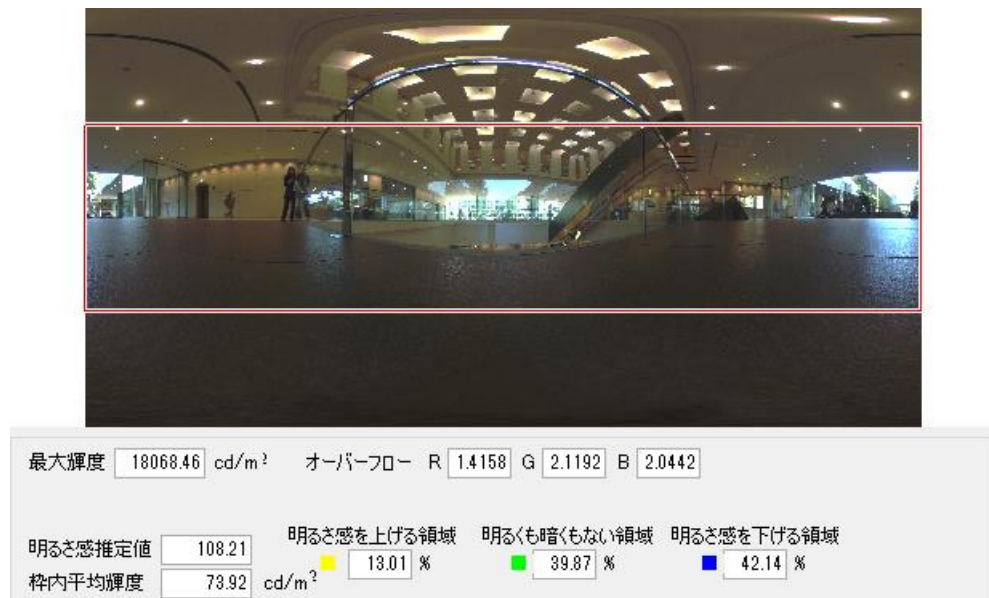 最大輝度 18068.46 cd/m² オーバーフロー R 1.4158 G 2.1192 B 2.0442
明るさ感を上げる領域 明るくも暗くもない領域 明るさ感を下げる領域
明るさ感推定値 108.21 13.01 % 39.87 % 42.14 %
枠内平均輝度 73.92 cd/m²